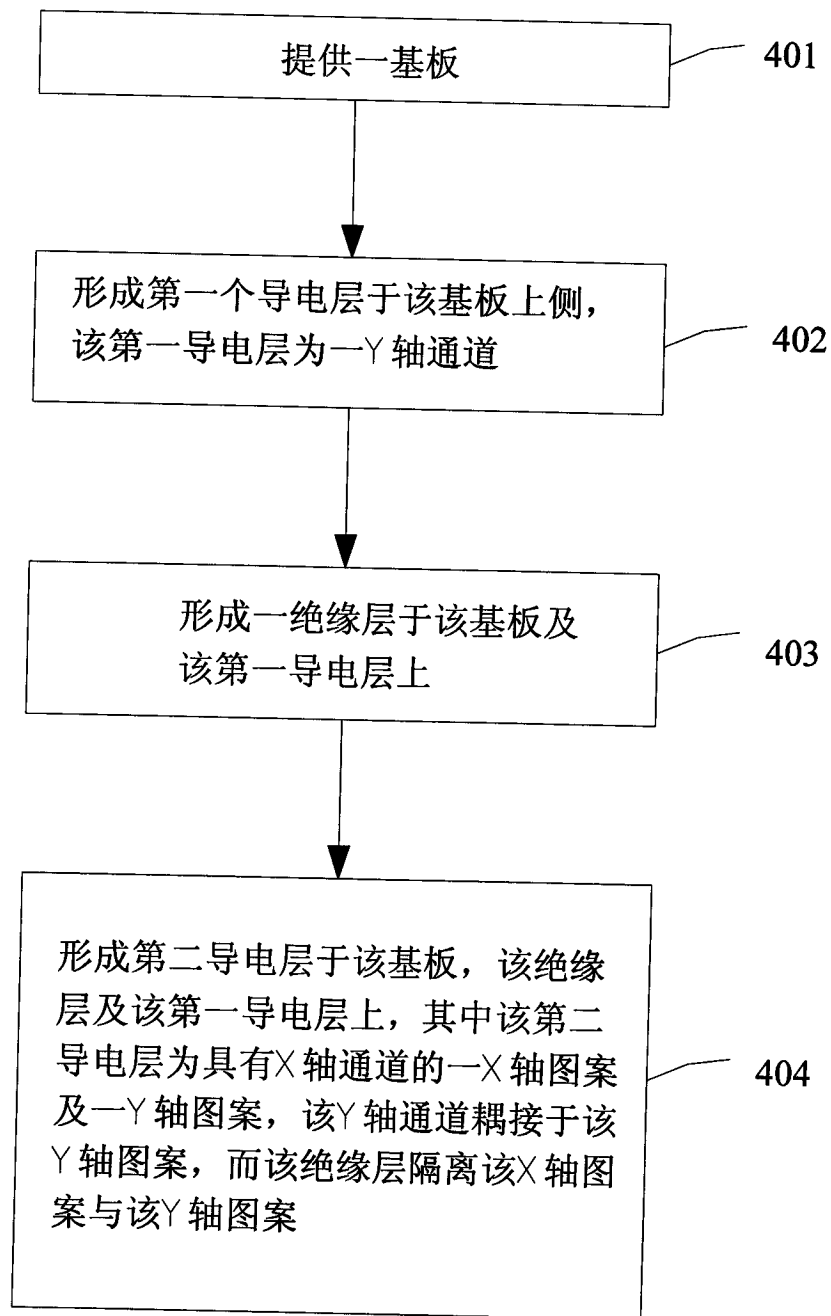 提供一基板
401
形成第一个导电层于该基板上侧，
该第一导电层为一Y轴通道
402
形成一绝缘层于该基板及
该第一导电层上
403
形成第二导电层于该基板，该绝缘
层及该第一导电层上，其中该第二
导电层为具有X轴通道的一X轴图案
及一Y轴图案，该Y轴通道耦接于该
Y轴图案，而该绝缘层隔离该X轴图
案与该Y轴图案
404